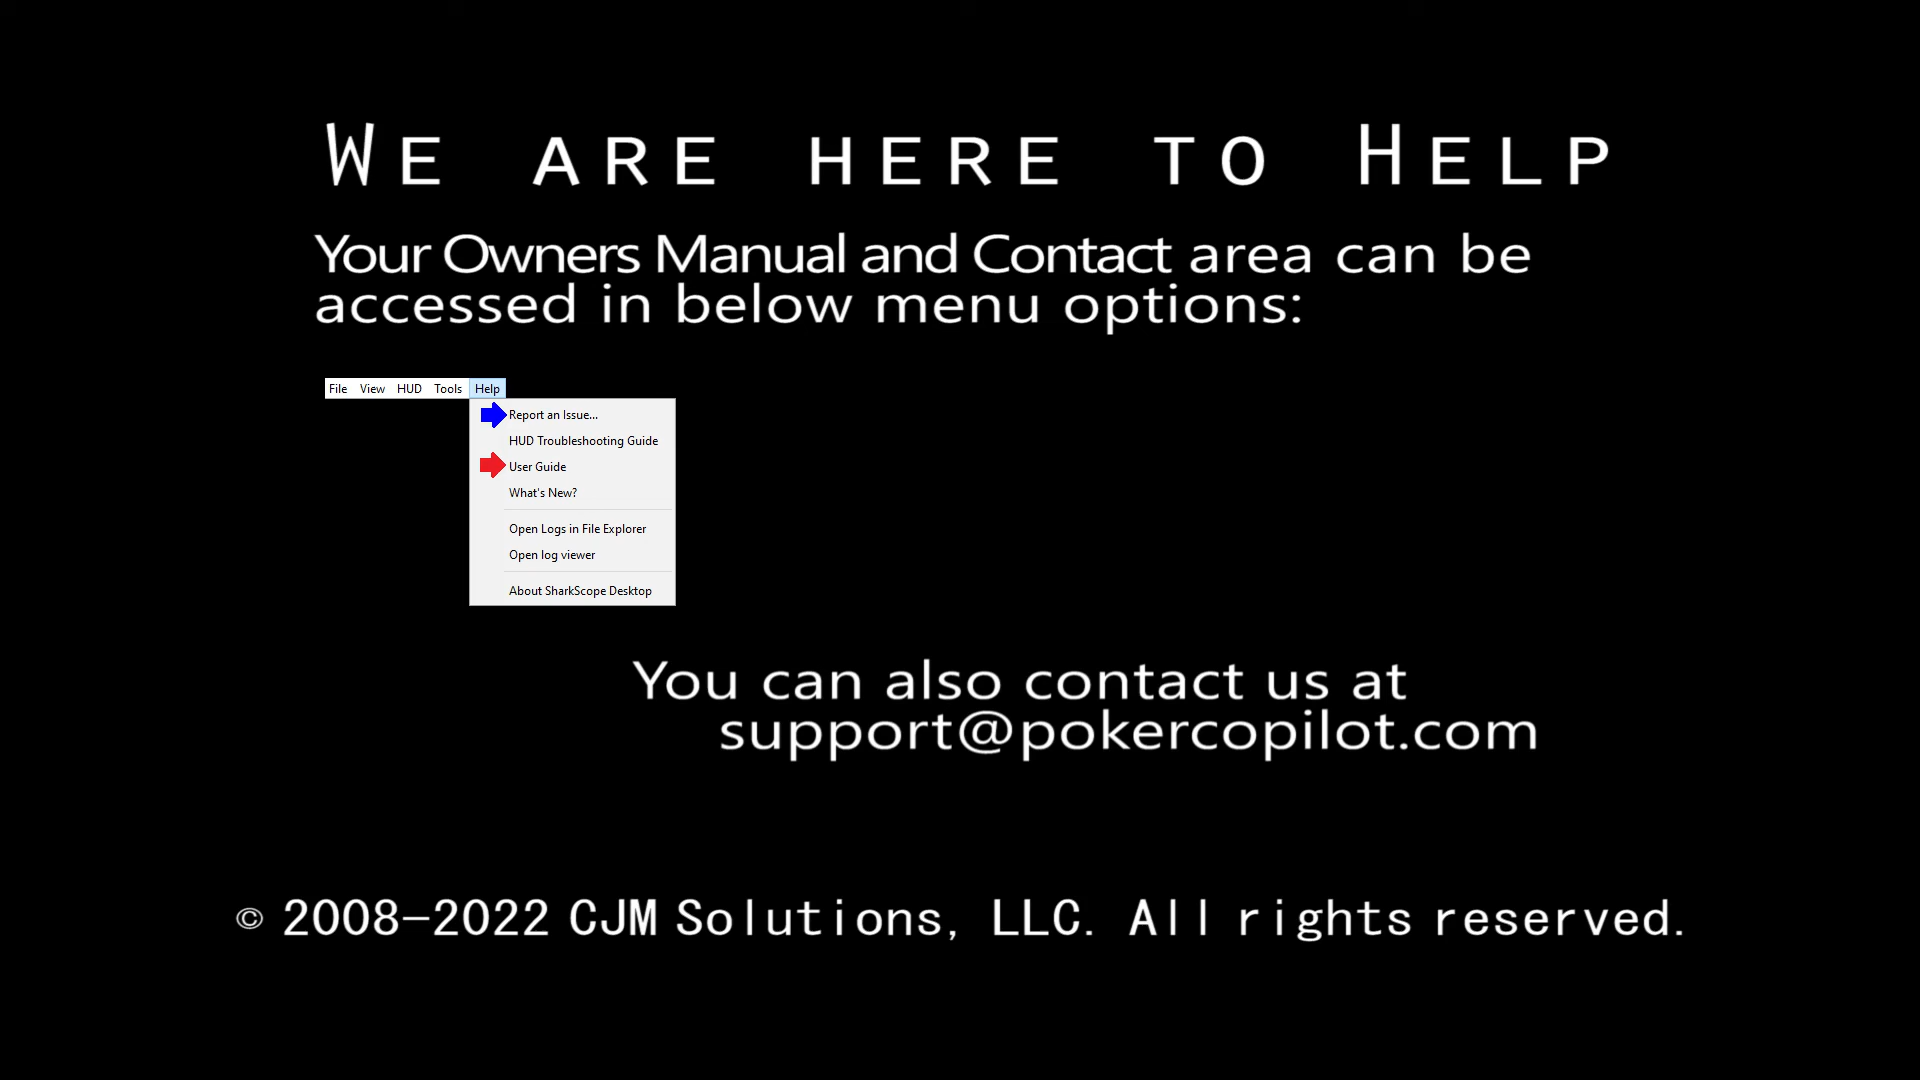 We are here to Help
Your Owners Manual and Contact area can be
accessed in below menu options:
File View HUD Tools Help
Report an Issue...
HUD Troubleshooting Guide
User Guide
What's New?
Open Logs in File Explorer
Open log viewer
About SharkScope Desktop
You can also contact us at
support@pokercopilot.com
© 2008-2022 CJM Solutions, LLC. All rights reserved.